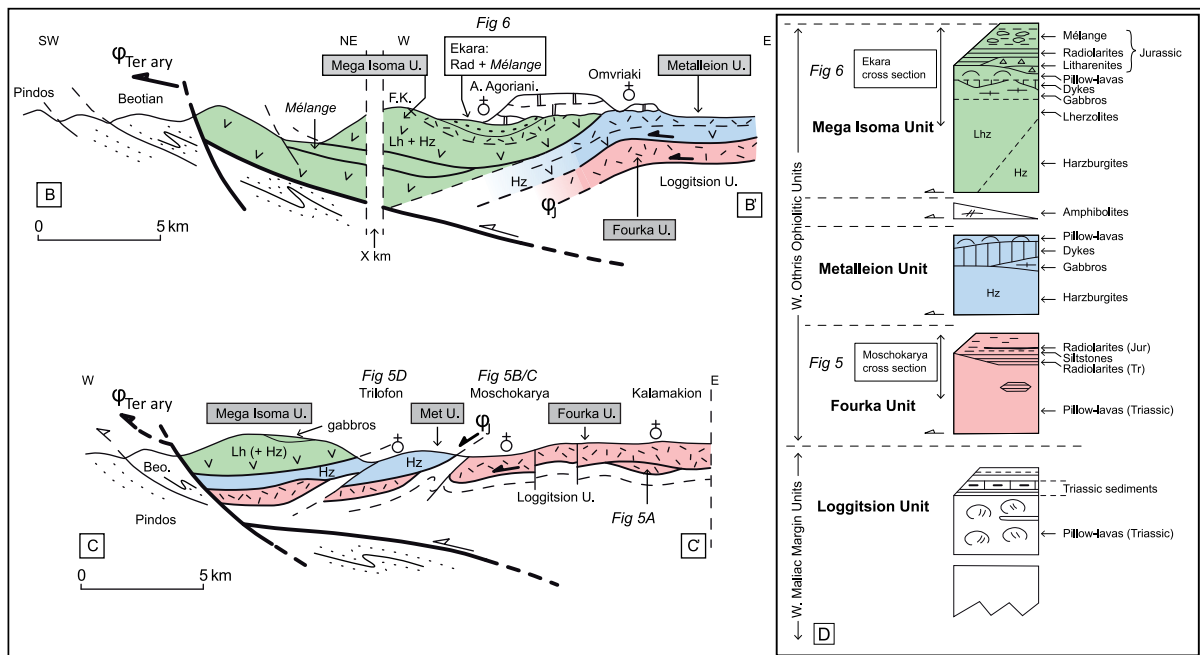 Fig 6
SW
NE
W
E
φTer ary
Mega Isoma U.
Ekara:
Rad + Mélange
Metalleion U.
Pindos
Beotian
Mélange
F.K.
A. Agoriani.
Omvriaki
Lh + Hz
Hz
Loggitsion U.
φJ
B
B'
Fourka U.
0
5 km
X km
W
Fig 5D
Fig 5B/C
E
Trilofon
Moschokarya
Kalamakion
φTer ary
Mega Isoma U.
Met U.
φJ
Fourka U.
gabbros
Lh (+ Hz)
Hz
Hz
Beo.
Loggitsion U.
Pindos
Fig 5A
C
C'
0
5 km
W. Othris Ophiolitic Units
Fig 6
Ekara
cross section
Mega Isoma Unit
Lhz
Hz
Mélange
Radiolarites
Litharenites
Jurassic
Pillow-lavas
Dykes
Gabbros
Lherzolites
Harzburgites
Amphibolites
Metalleion Unit
Hz
Pillow-lavas
Dykes
Gabbros
Harzburgites
Fig 5
Moschokarya
cross section
Fourka Unit
Radiolarites (Jur)
Siltstones
Radiolarites (Tr)
Pillow-lavas (Triassic)
W. Maliac Margin Units
Loggitsion Unit
Triassic sediments
Pillow-lavas (Triassic)
D